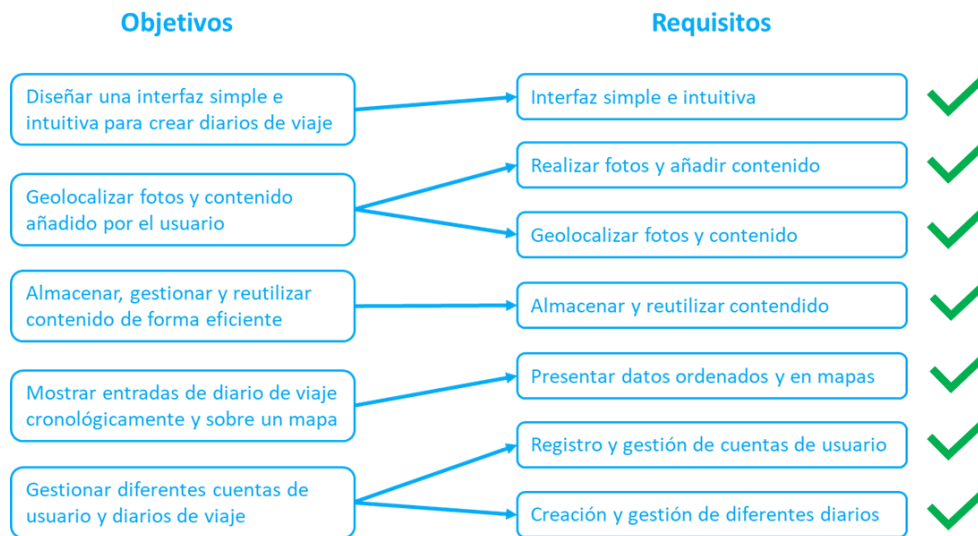 Objetivos
Requisitos
Diseñar una interfaz simple e
intuitiva para crear diarios de viaje
Interfaz simple e intuitiva
Geolocalizar fotos y contenido
añadido por el usuario
Realizar fotos y añadir contenido
Geolocalizar fotos y contenido
Almacenar, gestionar y reutilizar
contenido de forma eficiente
Almacenar y reutilizar contendido
Mostrar entradas de diario de viaje
cronológicamente y sobre un mapa
Presentar datos ordenados y en mapas
Gestionar diferentes cuentas de
usuario y diarios de viaje
Registro y gestión de cuentas de usuario
Creación y gestión de diferentes diarios